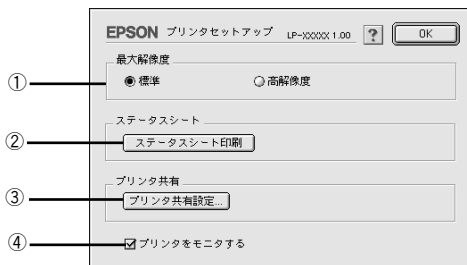 EPSON プリンタセットアップ LP-XXXXX 1.00 ? OK
最大解像度
① 標準 高解像度
ステータスシート
② ステータスシート印刷
プリンタ共有
③ プリンタ共有設定...
④ プリンタをモニタする